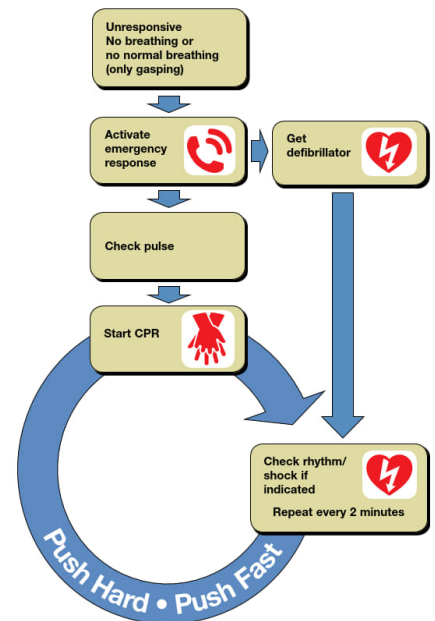 Unresponsive
No breathing or
no normal breathing
(only gasping)
Activate
emergency
response
Get
defibrillator
Check pulse
Start CPR
Check rhythm/
shock if
indicated
Repeat every 2 minutes
Push Hard • Push Fast